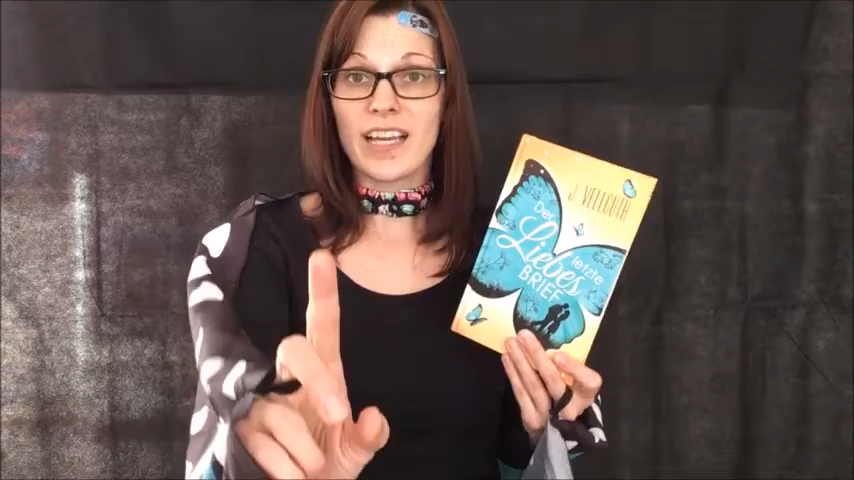 J. VELLGUTH
Der
letzte
Liebes
BRIEF